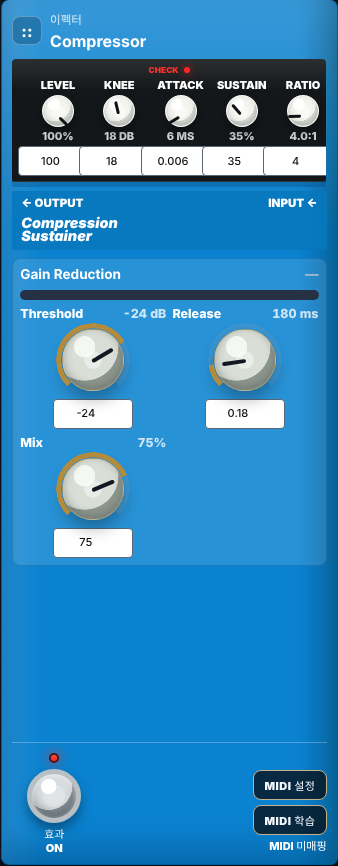 이펙터
Compressor
CHECK
LEVEL KNEE ATTACK SUSTAIN RATIO
100% 18 DB 6 MS 35% 4.0:1
100 18 0.006 35 4
← OUTPUT INPUT ←
Compression
Sustainer
Gain Reduction —
Threshold -24 dB Release 180 ms
-24 0.18
Mix 75%
75
MIDI 설정
MIDI 학습
효과
ON
MIDI 미매핑